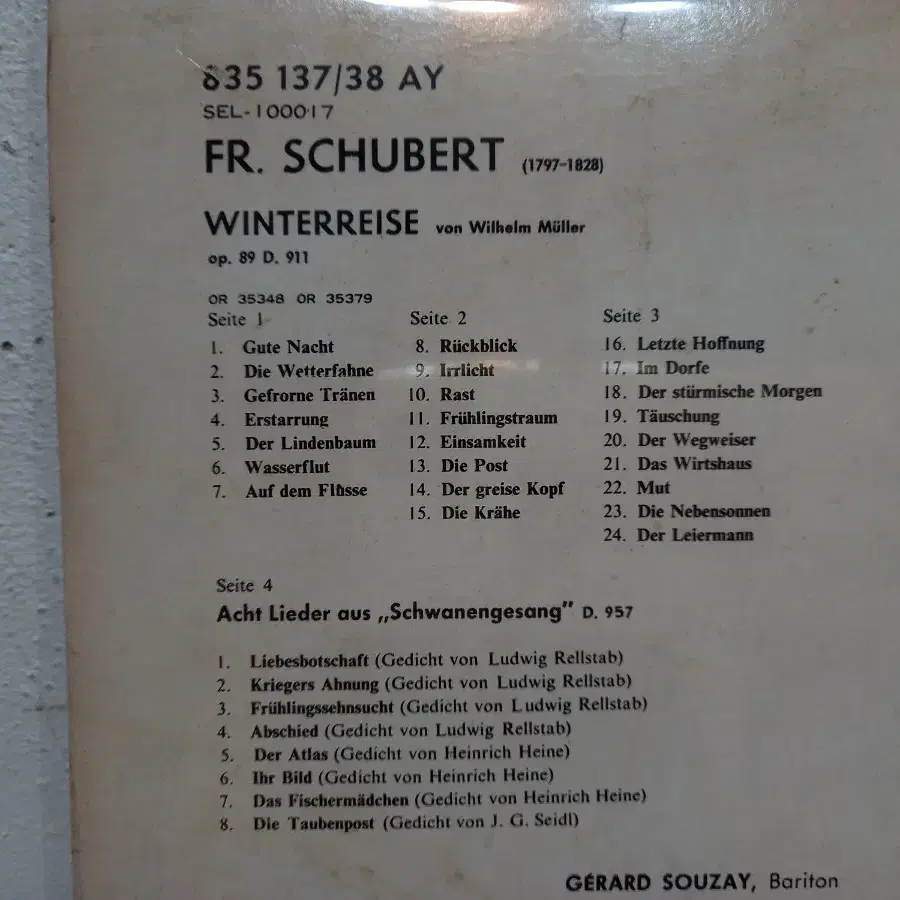 835 137/38 AY
SEL-100017
FR. SCHUBERT (1797-1828)
WINTERREISE von Wilhelm Müller
op. 89 D. 911
OR 35348 OR 35379
Seite 1
1. Gute Nacht
2. Die Wetterfahne
3. Gefrorne Tränen
4. Erstarrung
5. Der Lindenbaum
6. Wasserflut
7. Auf dem Flusse
Seite 2
8. Rückblick
9. Irrlicht
10. Rast
11. Frühlingstraum
12. Einsamkeit
13. Die Post
14. Der greise Kopf
15. Die Krähe
Seite 3
16. Letzte Hoffnung
17. Im Dorfe
18. Der stürmische Morgen
19. Täuschung
20. Der Wegweiser
21. Das Wirtshaus
22. Mut
23. Die Nebensonnen
24. Der Leiermann
Seite 4
Acht Lieder aus „Schwanengesang" D. 957
1. Liebesbotschaft (Gedicht von Ludwig Rellstab)
2. Kriegers Ahnung (Gedicht von Ludwig Rellstab)
3. Frühlingssehnsucht (Gedicht von Ludwig Rellstab)
4. Abschied (Gedicht von Ludwig Rellstab)
5. Der Atlas (Gedicht von Heinrich Heine)
6. Ihr Bild (Gedicht von Heinrich Heine)
7. Das Fischermädchen (Gedicht von Heinrich Heine)
8. Die Taubenpost (Gedicht von J. G. Seidl)
GÉRARD SOUZAY, Bariton